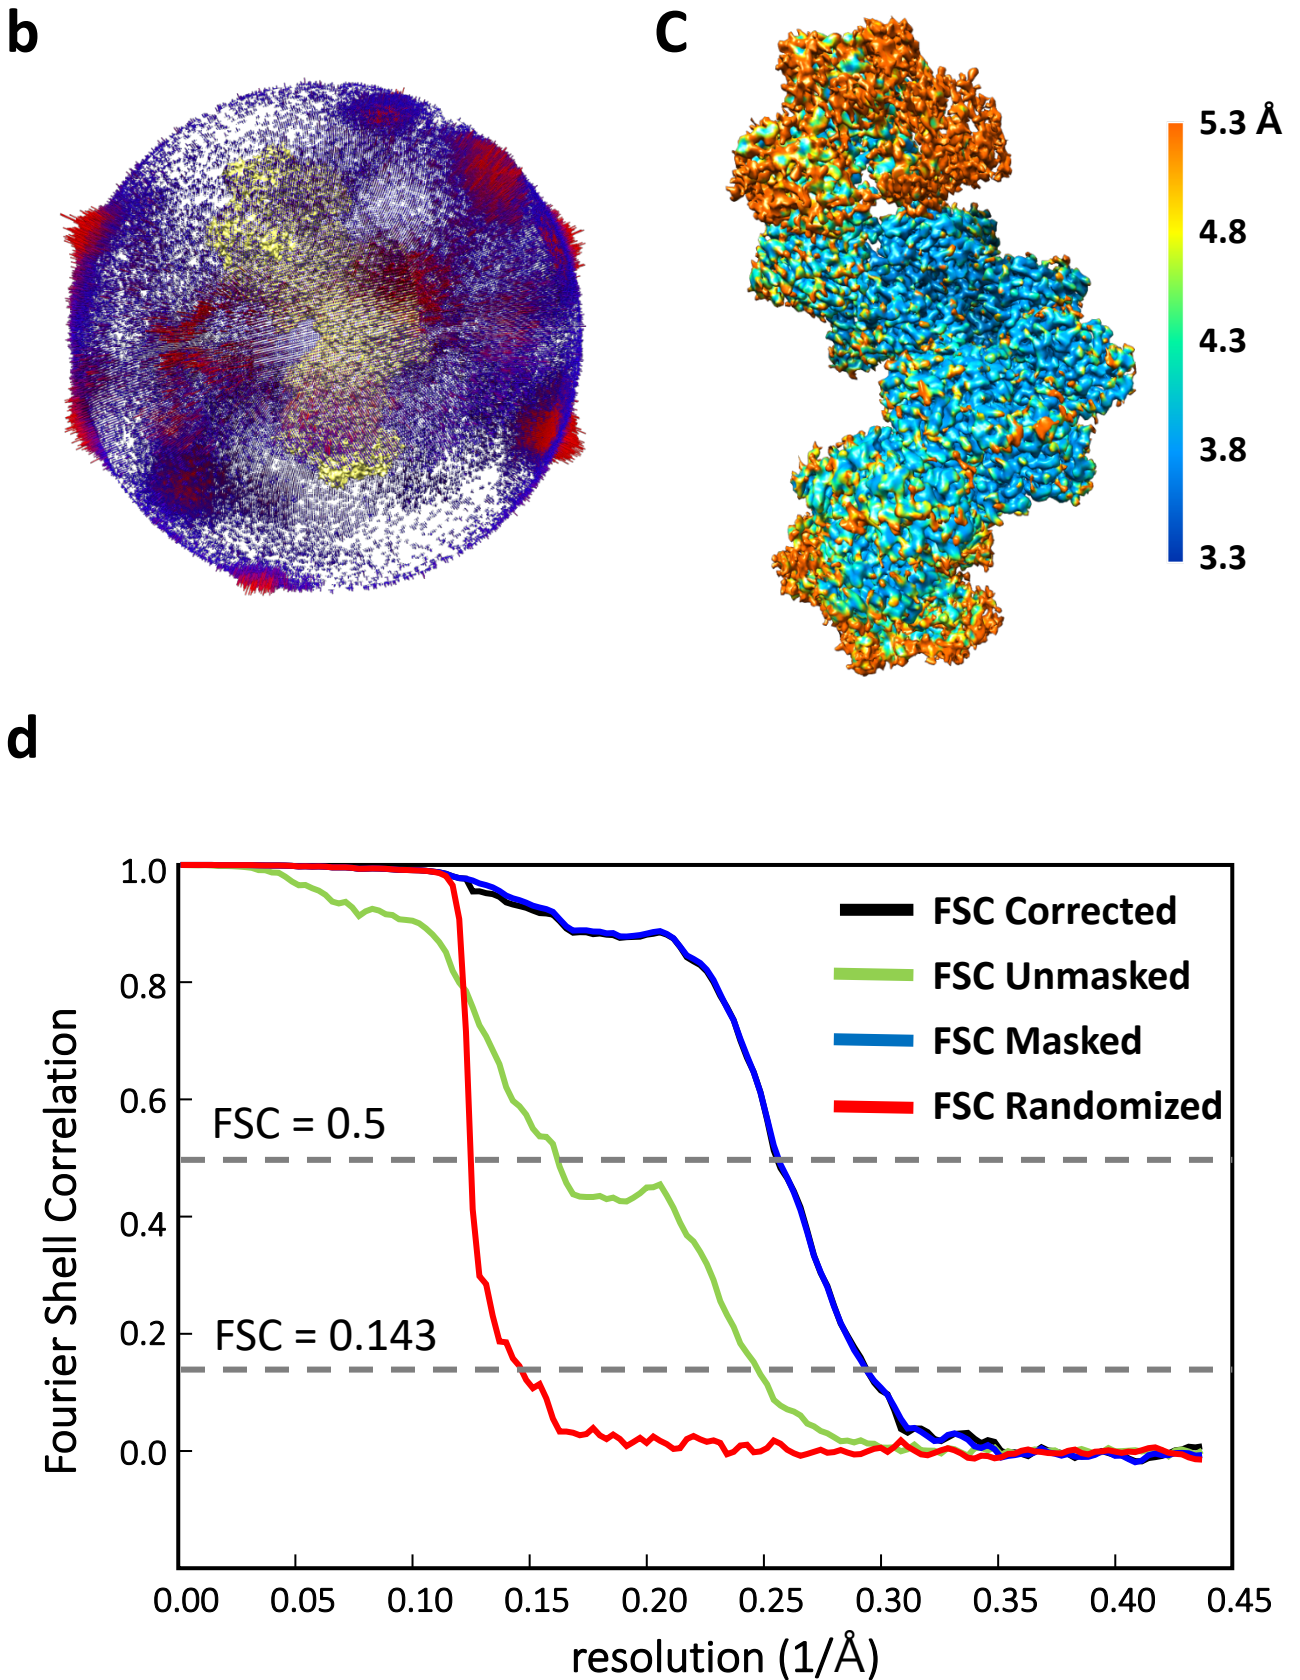 b
C
5.3 Å
4.8
4.3
3.8
3.3
d
1.0
0.8
0.6
0.4
0.2
0.0
Fourier Shell Correlation
FSC Corrected
FSC Unmasked
FSC Masked
FSC Randomized
FSC = 0.5
FSC = 0.143
0.00 0.05 0.10 0.15 0.20 0.25 0.30 0.35 0.40 0.45
resolution (1/Å)